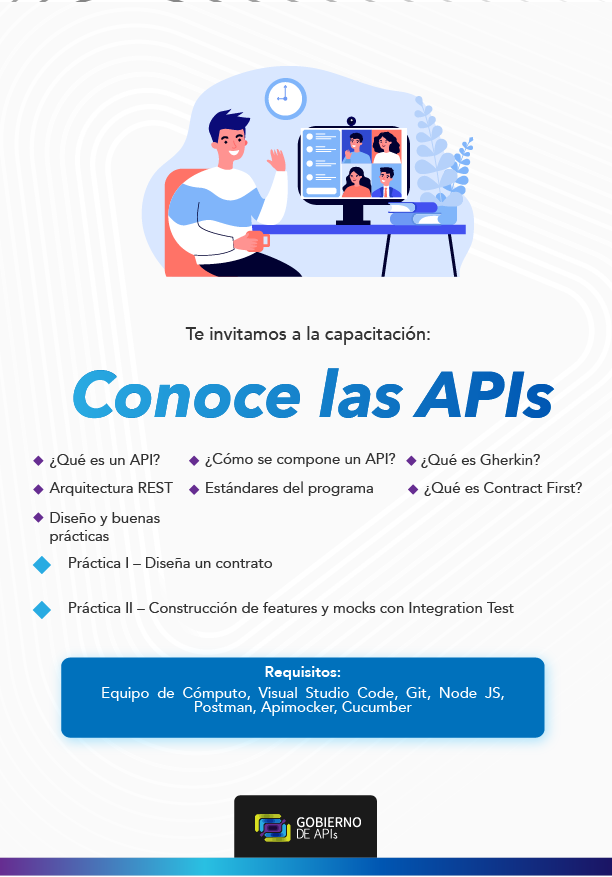 Te invitamos a la capacitación:
Conoce las APIs
¿Qué es un API?
¿Cómo se compone un API?
¿Qué es Gherkin?
Arquitectura REST
Estándares del programa
¿Qué es Contract First?
Diseño y buenas
prácticas
Práctica I – Diseña un contrato
Práctica II – Construcción de features y mocks con Integration Test
Requisitos:
Equipo de Cómputo, Visual Studio Code, Git, Node JS,
Postman, Apimocker, Cucumber
GOBIERNO
DE APIs